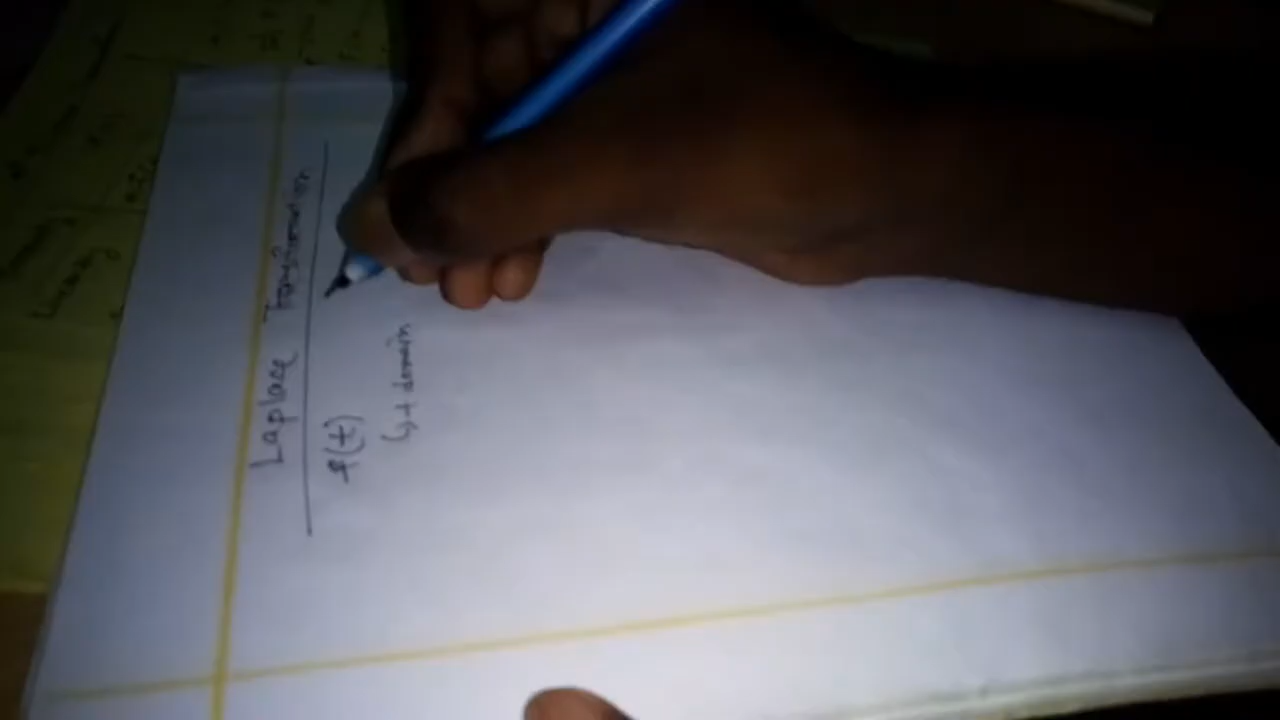 Laplace Transformation
f(t)
↳ t domain